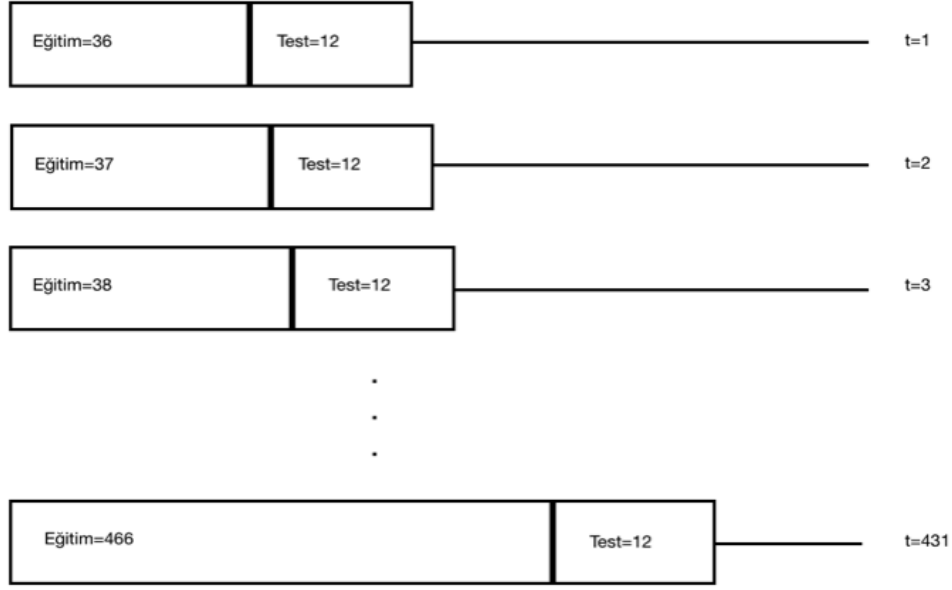 Eğitim=36 Test=12 t=1
Eğitim=37 Test=12 t=2
Eğitim=38 Test=12 t=3
Eğitim=466 Test=12 t=431